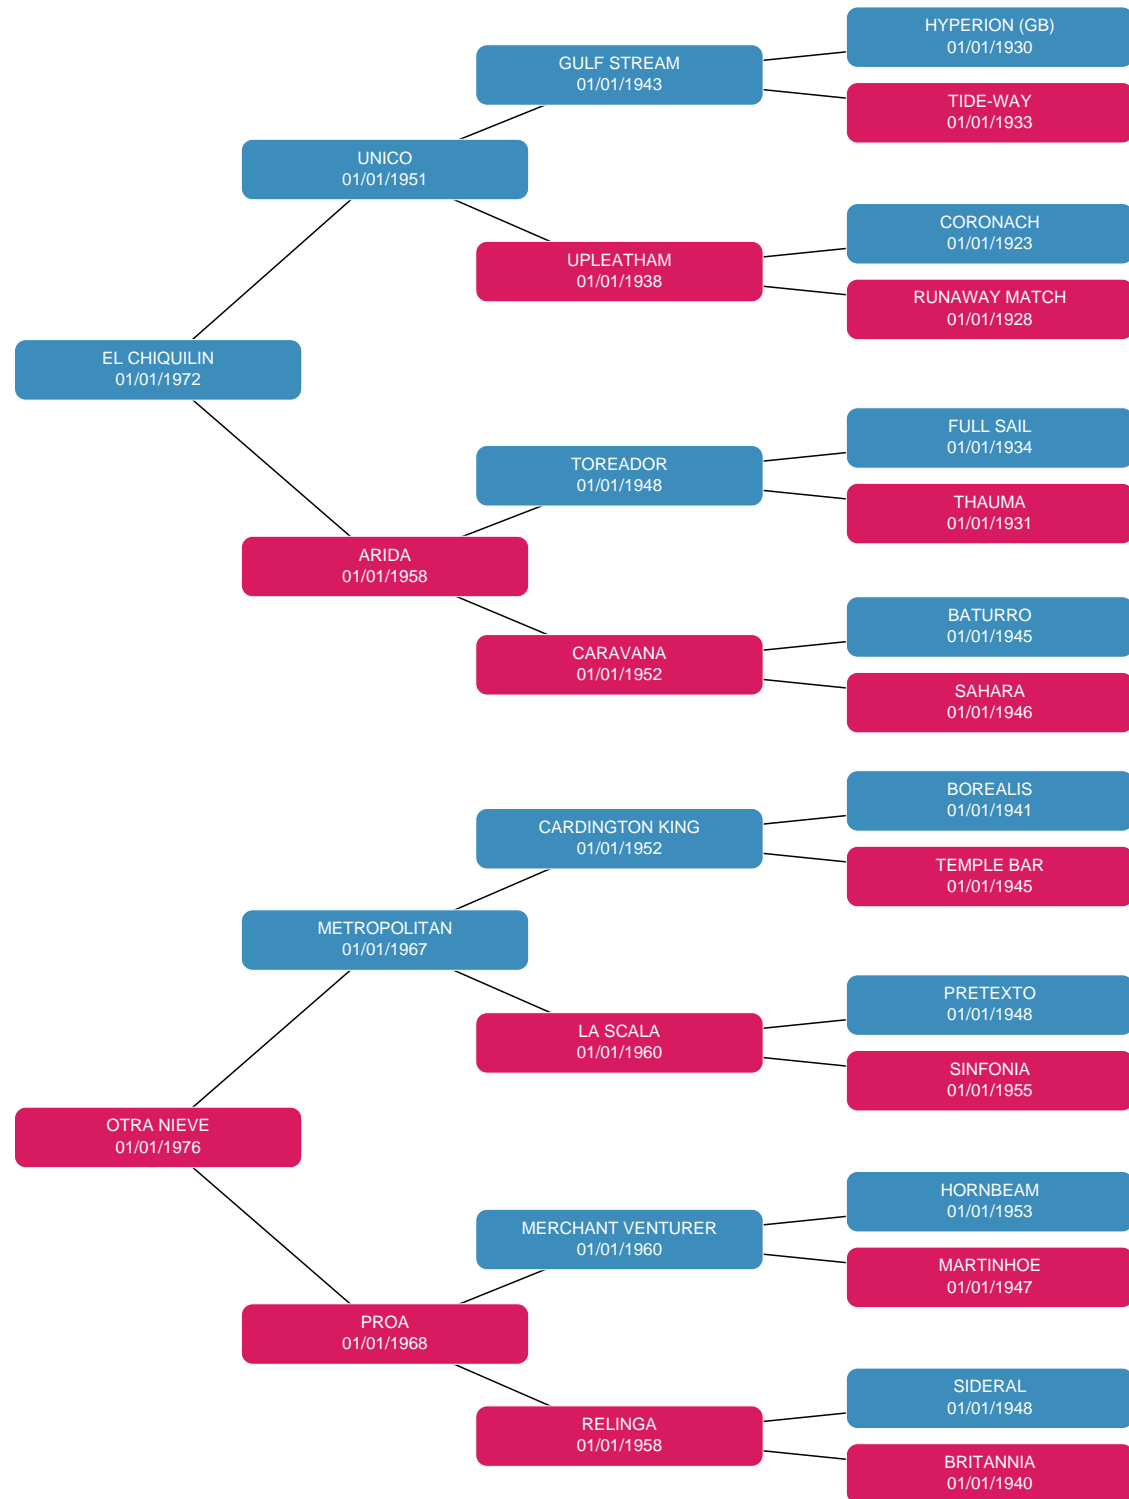 HYPERION (GB)
01/01/1930
GULF STREAM
01/01/1943
TIDE-WAY
01/01/1933
UNICO
01/01/1951
CORONACH
01/01/1923
UPLEATHAM
01/01/1938
RUNAWAY MATCH
01/01/1928
EL CHIQUILIN
01/01/1972
FULL SAIL
01/01/1934
TOREADOR
01/01/1948
THAUMA
01/01/1931
ARIDA
01/01/1958
BATURRO
01/01/1945
CARAVANA
01/01/1952
SAHARA
01/01/1946
BOREALIS
01/01/1941
CARDINGTON KING
01/01/1952
TEMPLE BAR
01/01/1945
METROPOLITAN
01/01/1967
PRETEXTO
01/01/1948
LA SCALA
01/01/1960
SINFONIA
01/01/1955
OTRA NIEVE
01/01/1976
HORNBEAM
01/01/1953
MERCHANT VENTURER
01/01/1960
MARTINHOE
01/01/1947
PROA
01/01/1968
SIDERAL
01/01/1948
RELINGA
01/01/1958
BRITANNIA
01/01/1940